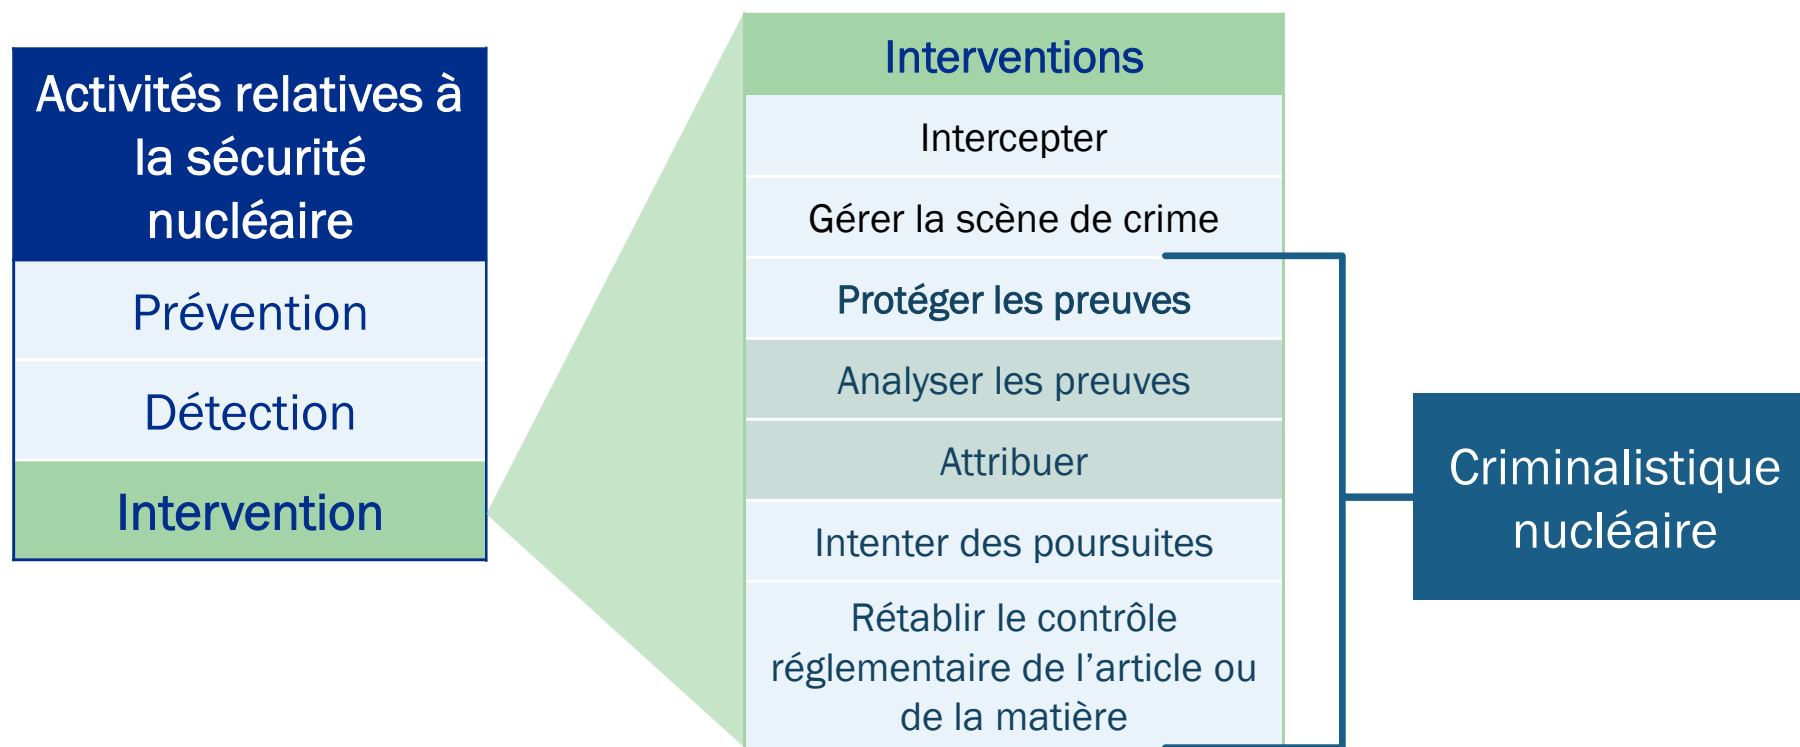 Activités relatives à
la sécurité
nucléaire
Prévention
Détection
Intervention
Interventions
Intercepter
Gérer la scène de crime
Protéger les preuves
Analyser les preuves
Attribuer
Intenter des poursuites
Rétablir le contrôle
réglementaire de l’article ou
de la matière
Criminalistique
nucléaire